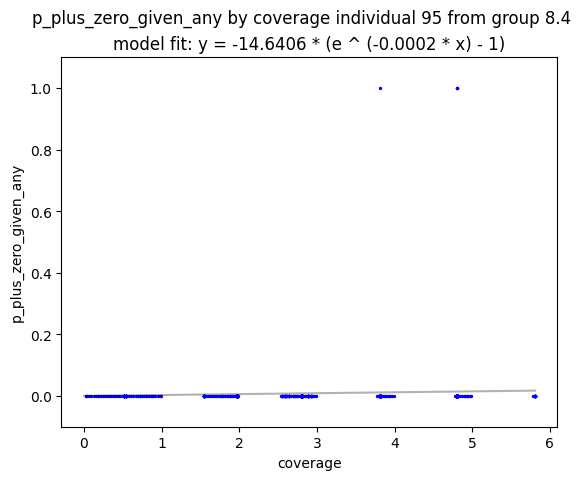 p_plus_zero_given_any by coverage individual 95 from group 8.4
model fit: y = -14.6406 * (e ^ (-0.0002 * x) - 1)
1.0
0.8
0.6
0.4
0.2
0.0
p_plus_zero_given_any
0 1 2 3 4 5 6
coverage